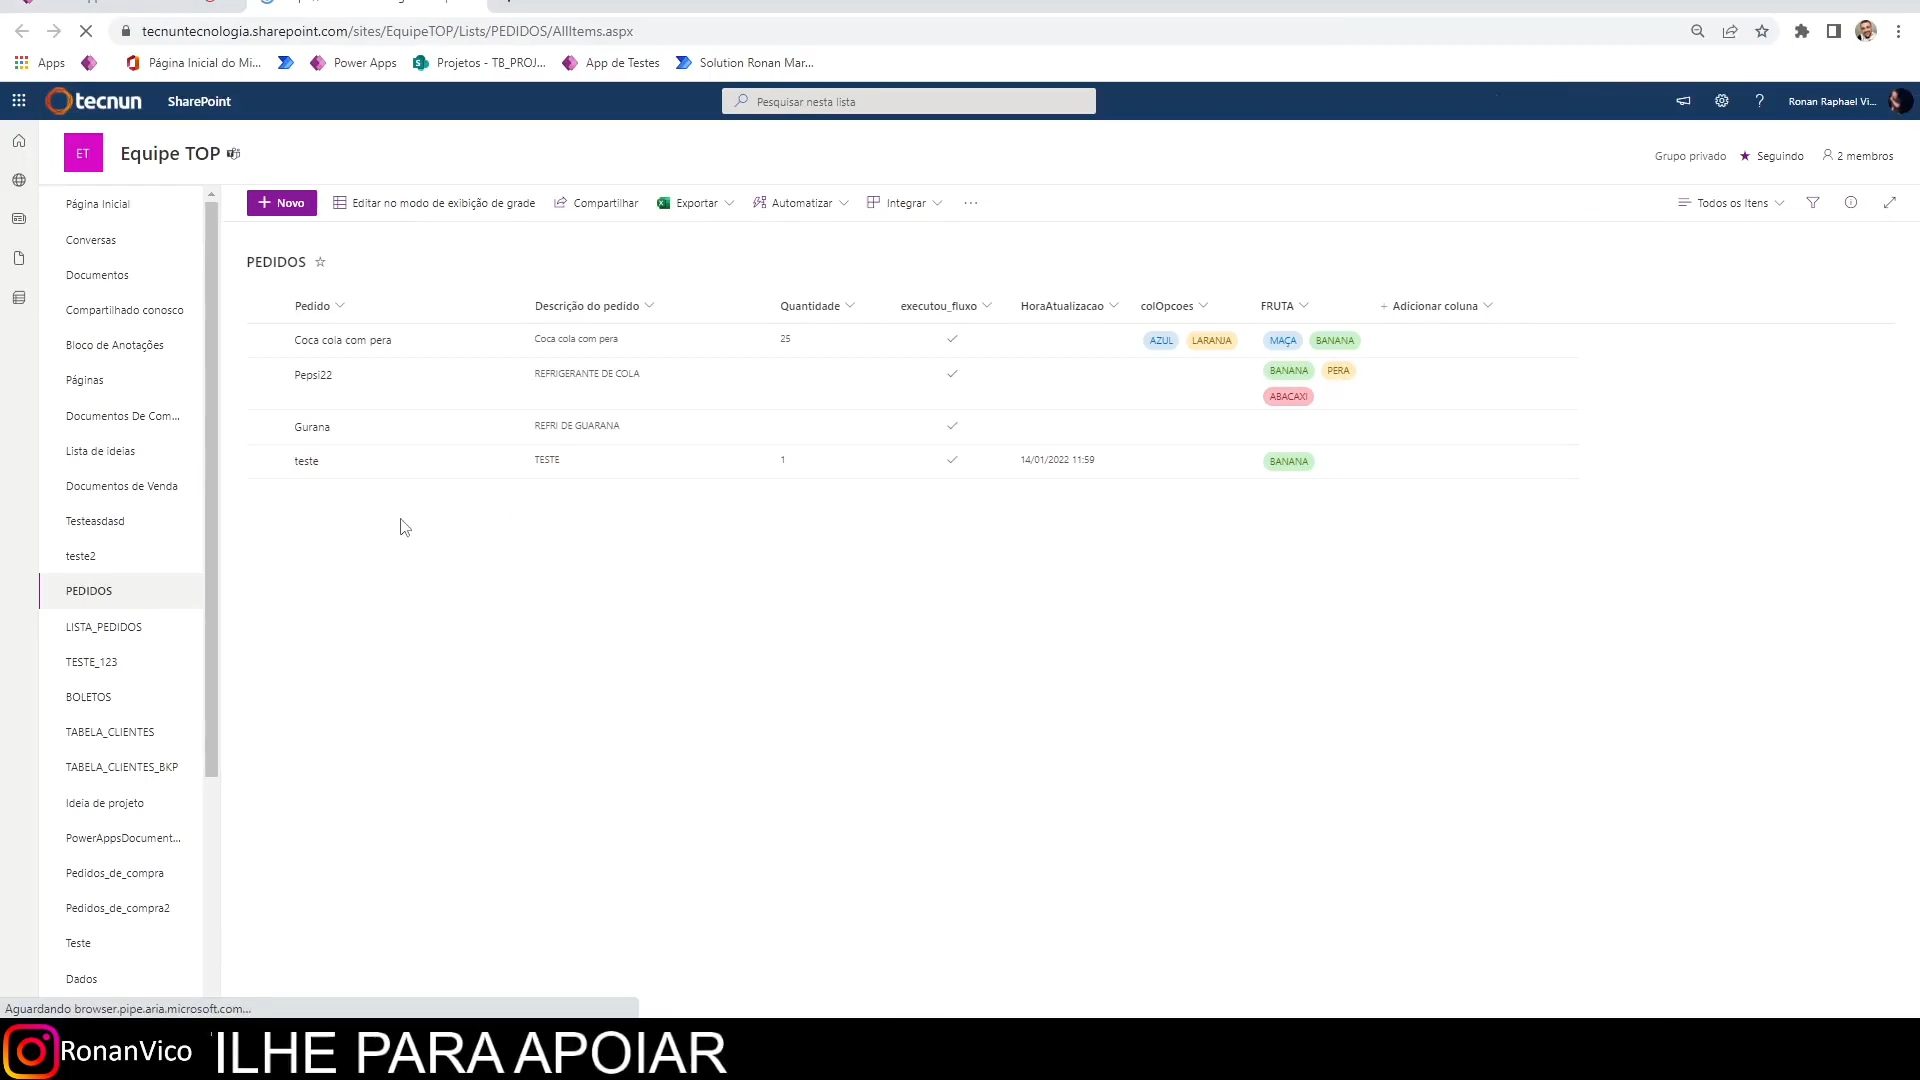 tecnuntecnologia.sharepoint.com/sites/EquipeTOP/Lists/PEDIDOS/AllItems.aspx
Apps
Página Inicial do Mi...
Power Apps
Projetos - TB_PROJ...
App de Testes
Solution Ronan Mar...
tecnun
SharePoint
Pesquisar nesta lista
?
Ronan Raphael Vi...
ET
Equipe TOP
Grupo privado
Seguindo
2 membros
Novo
Editar no modo de exibição de grade
Compartilhar
Exportar
Automatizar
Integrar
...
Todos os Itens
Página Inicial
Conversas
Documentos
Compartilhado conosco
Bloco de Anotações
Páginas
Documentos De Com...
Lista de ideias
Documentos de Venda
Testeasdasd
teste2
PEDIDOS
LISTA_PEDIDOS
TESTE_123
BOLETOS
TABELA_CLIENTES
TABELA_CLIENTES_BKP
Ideia de projeto
PowerAppsDocument...
Pedidos_de_compra
Pedidos_de_compra2
Teste
Dados
PEDIDOS
Pedido Descrição do pedido Quantidade executou_fluxo HoraAtualizacao colOpcoes FRUTA + Adicionar coluna
Coca cola com pera Coca cola com pera 25 AZUL LARANJA MAÇA BANANA
Pepsi22 REFRIGERANTE DE COLA BANANA PERA
ABACAXI
Gurana REFRI DE GUARANA
teste TESTE 1 14/01/2022 11:59 BANANA
Aguardando browser.pipe.aria.microsoft.com...
RonanVico ILHE PARA APOIAR